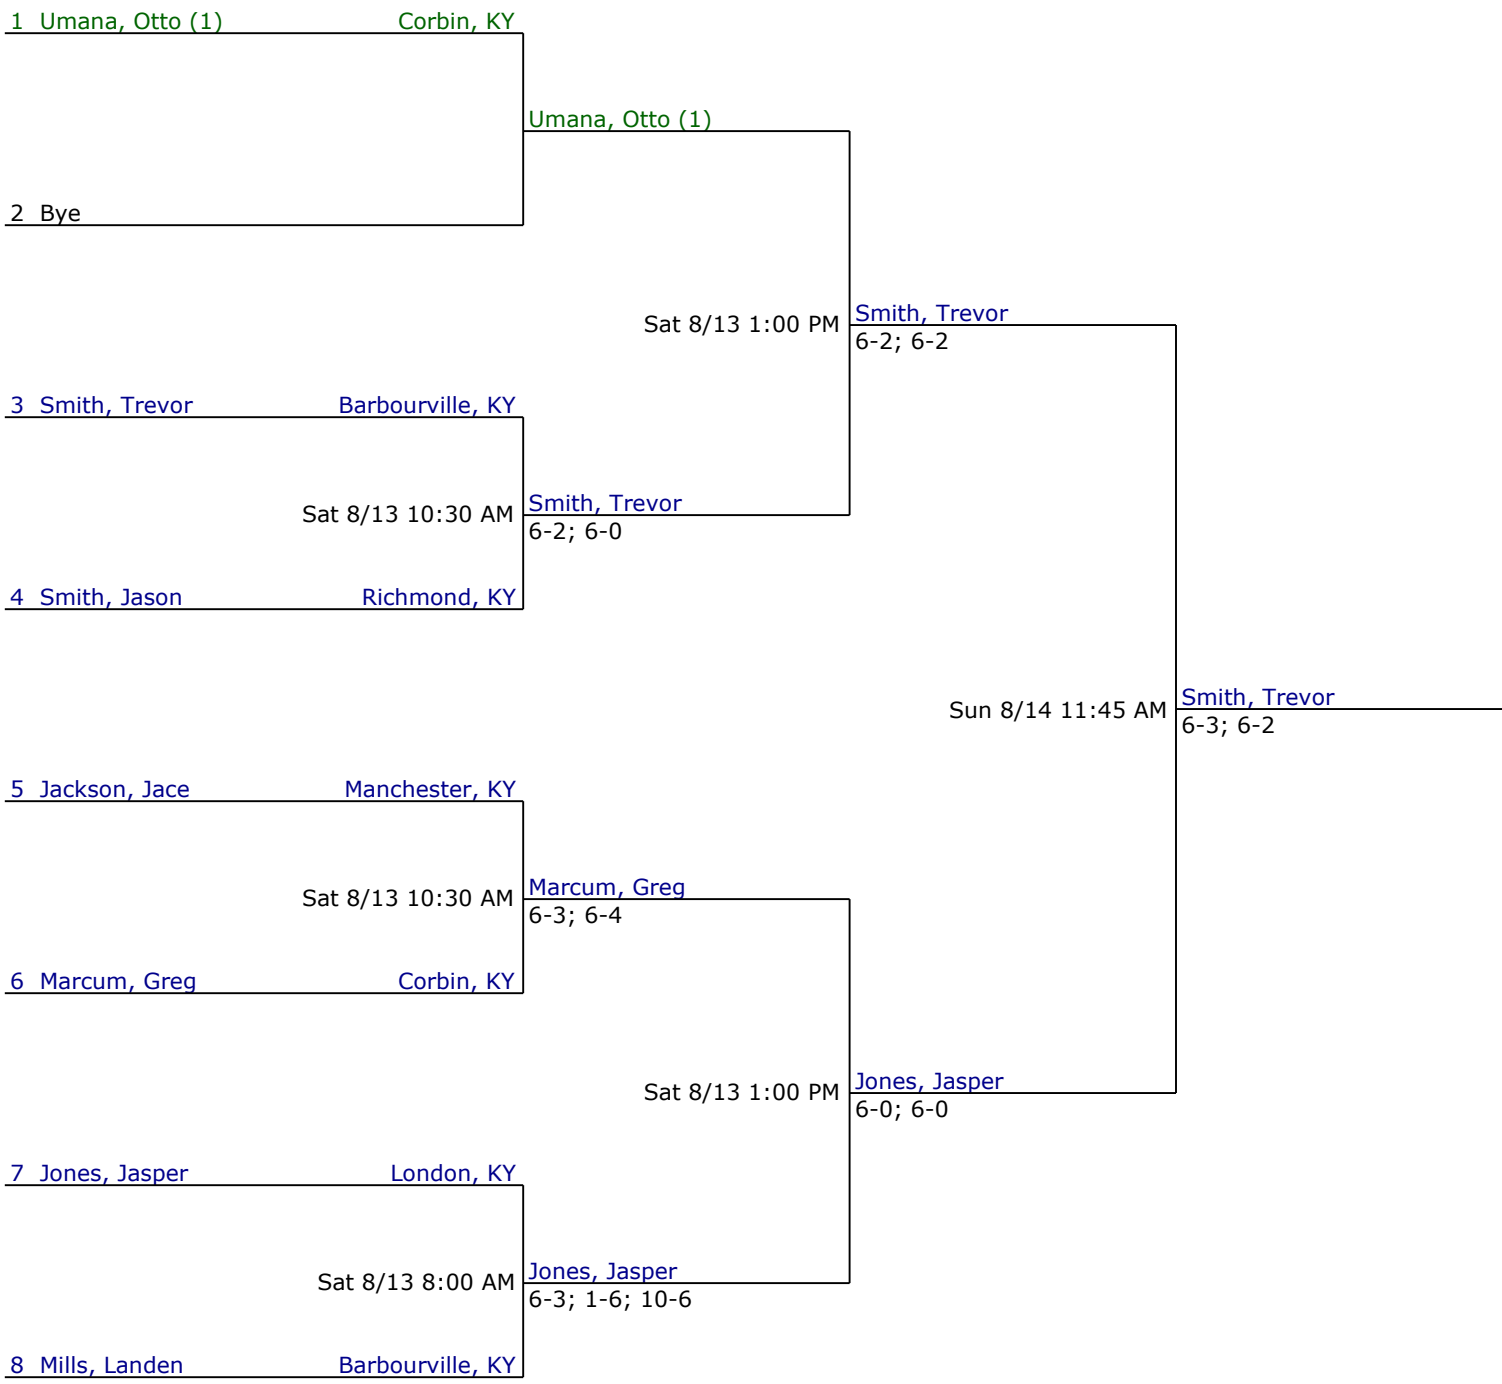 1 Umana, Otto (1) Corbin, KY
Umana, Otto (1)
2 Bye
Sat 8/13 1:00 PM
Smith, Trevor
6-2; 6-2
3 Smith, Trevor Barbourville, KY
Sat 8/13 10:30 AM
Smith, Trevor
6-2; 6-0
4 Smith, Jason Richmond, KY
Sun 8/14 11:45 AM
Smith, Trevor
6-3; 6-2
5 Jackson, Jace Manchester, KY
Sat 8/13 10:30 AM
Marcum, Greg
6-3; 6-4
6 Marcum, Greg Corbin, KY
Sat 8/13 1:00 PM
Jones, Jasper
6-0; 6-0
7 Jones, Jasper London, KY
Sat 8/13 8:00 AM
Jones, Jasper
6-3; 1-6; 10-6
8 Mills, Landen Barbourville, KY